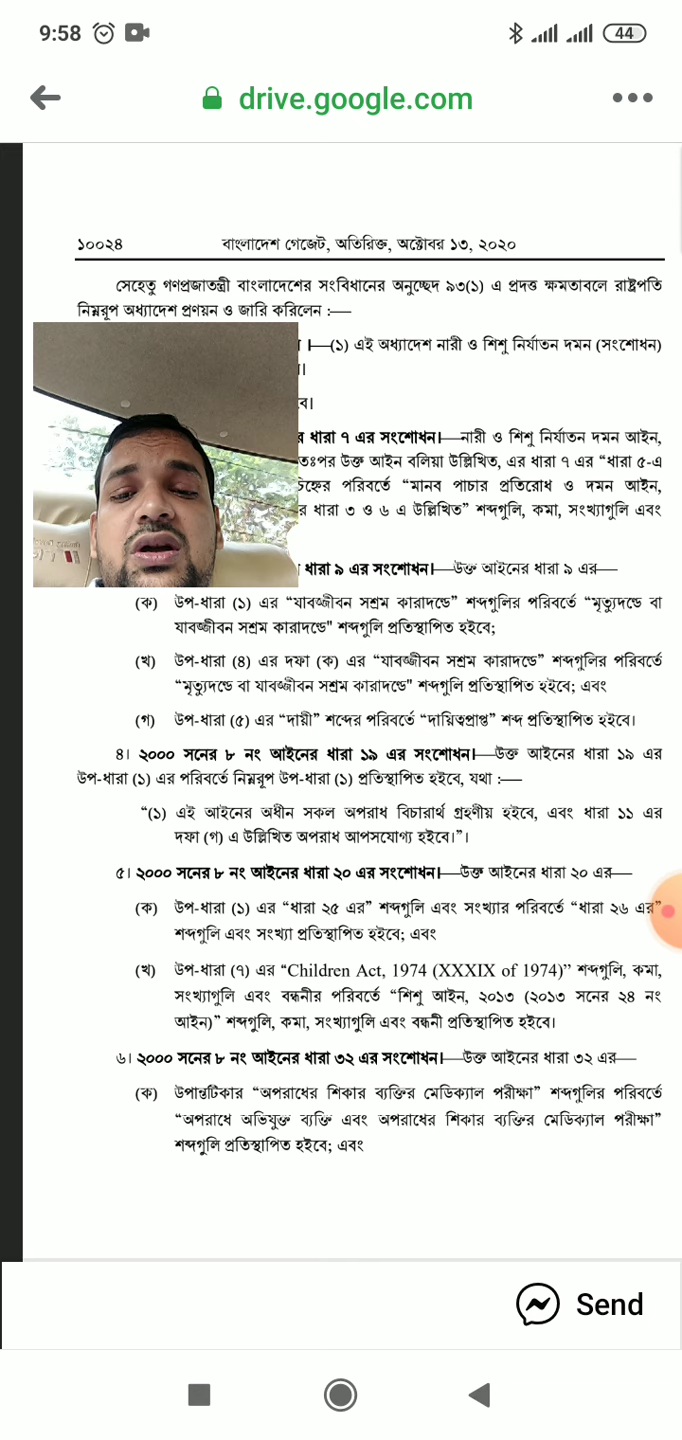 9:58
44
drive.google.com
১০০২৪ বাংলাদেশ গেজেট, অতিরিক্ত, অক্টোবর ১৩, ২০২০
সেহেতু গণপ্রজাতন্ত্রী বাংলাদেশের সংবিধানের অনুচ্ছেদ ৯৩(১) এ প্রদত্ত ক্ষমতাবলে রাষ্ট্রপতি
নিম্নরূপ অধ্যাদেশ প্রণয়ন ও জারি করিলেন :—
।—(১) এই অধ্যাদেশ নারী ও শিশু নির্যাতন দমন (সংশোধন)
ধারা ৭ এর সংশোধন।—নারী ও শিশু নির্যাতন দমন আইন,
উক্ত আইন বলিয়া উল্লিখিত, এর ধারা ৭ এর “ধারা ৫-এ
পরিবর্তে “মানব পাচার প্রতিরোধ ও দমন আইন,
ধারা ৩ ও ৬ এ উল্লিখিত” শব্দগুলি, কমা, সংখ্যাগুলি এবং
ধারা ৯ এর সংশোধন।—উক্ত আইনের ধারা ৯ এর—
(ক) উপ-ধারা (১) এর “যাবজ্জীবন সশ্রম কারাদণ্ডে” শব্দগুলির পরিবর্তে “মৃত্যুদণ্ডে বা
যাবজ্জীবন সশ্রম কারাদণ্ডে" শব্দগুলি প্রতিস্থাপিত হইবে;
(খ) উপ-ধারা (৪) এর দফা (ক) এর “যাবজ্জীবন সশ্রম কারাদণ্ডে” শব্দগুলির পরিবর্তে
“মৃত্যুদণ্ডে বা যাবজ্জীবন সশ্রম কারাদণ্ডে" শব্দগুলি প্রতিস্থাপিত হইবে; এবং
(গ) উপ-ধারা (৫) এর “দায়ী” শব্দের পরিবর্তে “দায়িত্বপ্রাপ্ত” শব্দ প্রতিস্থাপিত হইবে।
৪। ২০০০ সনের ৮ নং আইনের ধারা ১৯ এর সংশোধন।—উক্ত আইনের ধারা ১৯ এর
উপ-ধারা (১) এর পরিবর্তে নিম্নরূপ উপ-ধারা (১) প্রতিস্থাপিত হইবে, যথা :—
“(১) এই আইনের অধীন সকল অপরাধ বিচারার্থ গ্রহণীয় হইবে, এবং ধারা ১১ এর
দফা (গ) এ উল্লিখিত অপরাধ আপসযোগ্য হইবে।”।
৫। ২০০০ সনের ৮ নং আইনের ধারা ২০ এর সংশোধন।—উক্ত আইনের ধারা ২০ এর—
(ক) উপ-ধারা (১) এর “ধারা ২৫ এর” শব্দগুলি এবং সংখ্যার পরিবর্তে “ধারা ২৬ এর”
শব্দগুলি এবং সংখ্যা প্রতিস্থাপিত হইবে; এবং
(খ) উপ-ধারা (৭) এর “Children Act, 1974 (XXXIX of 1974)” শব্দগুলি, কমা,
সংখ্যাগুলি এবং বন্ধনীর পরিবর্তে “শিশু আইন, ২০১৩ (২০১৩ সনের ২৪ নং
আইন)” শব্দগুলি, কমা, সংখ্যাগুলি এবং বন্ধনী প্রতিস্থাপিত হইবে।
৬। ২০০০ সনের ৮ নং আইনের ধারা ৩২ এর সংশোধন।—উক্ত আইনের ধারা ৩২ এর—
(ক) উপান্তটিকার “অপরাধের শিকার ব্যক্তির মেডিক্যাল পরীক্ষা” শব্দগুলির পরিবর্তে
“অপরাধে অভিযুক্ত ব্যক্তি এবং অপরাধের শিকার ব্যক্তির মেডিক্যাল পরীক্ষা”
শব্দগুলি প্রতিস্থাপিত হইবে; এবং
Send